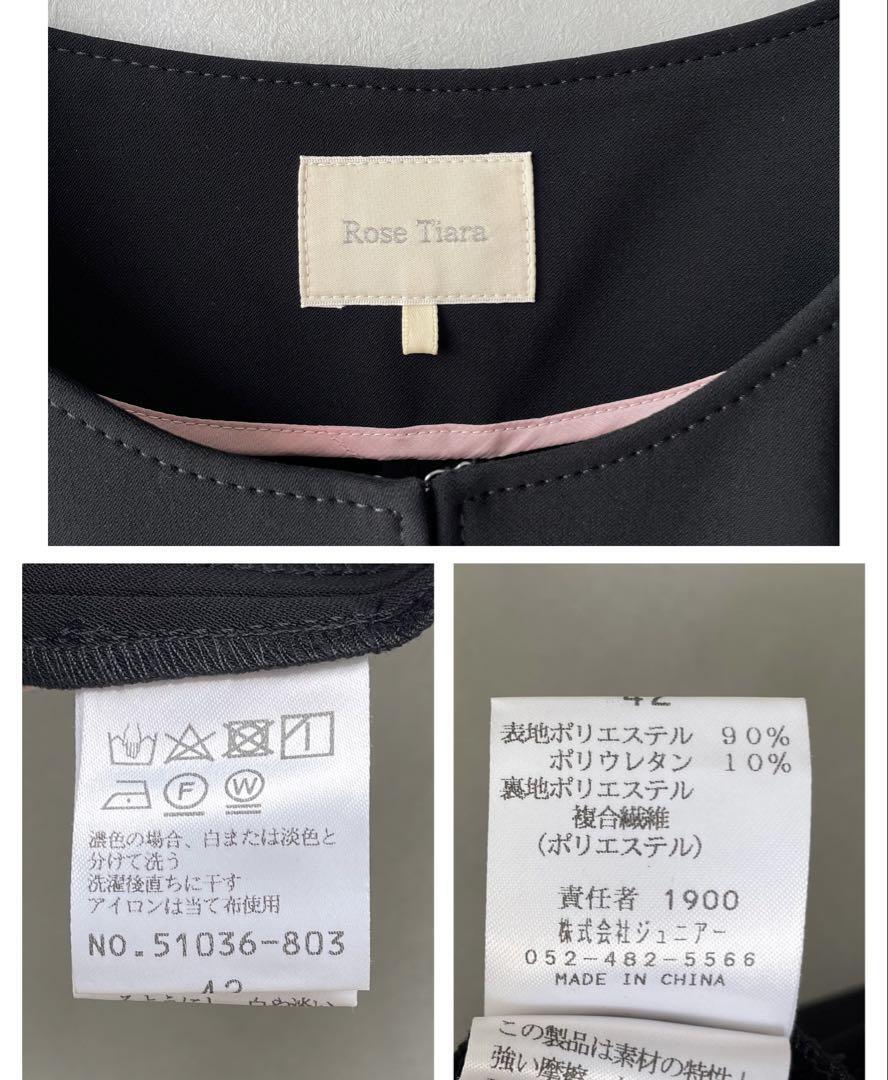 Rose Tiara
F W
濃色の場合、白または淡色と
分けて洗う
洗濯後直ちに干す
アイロンは当て布使用
NO.51036-803
42
42
表地ポリエステル 90%
ポリウレタン 10%
裏地ポリエステル
複合繊維
(ポリエステル)
責任者 1900
株式会社ジュニアー
052-482-5566
MADE IN CHINA
この製品は素材の特性
強い摩擦